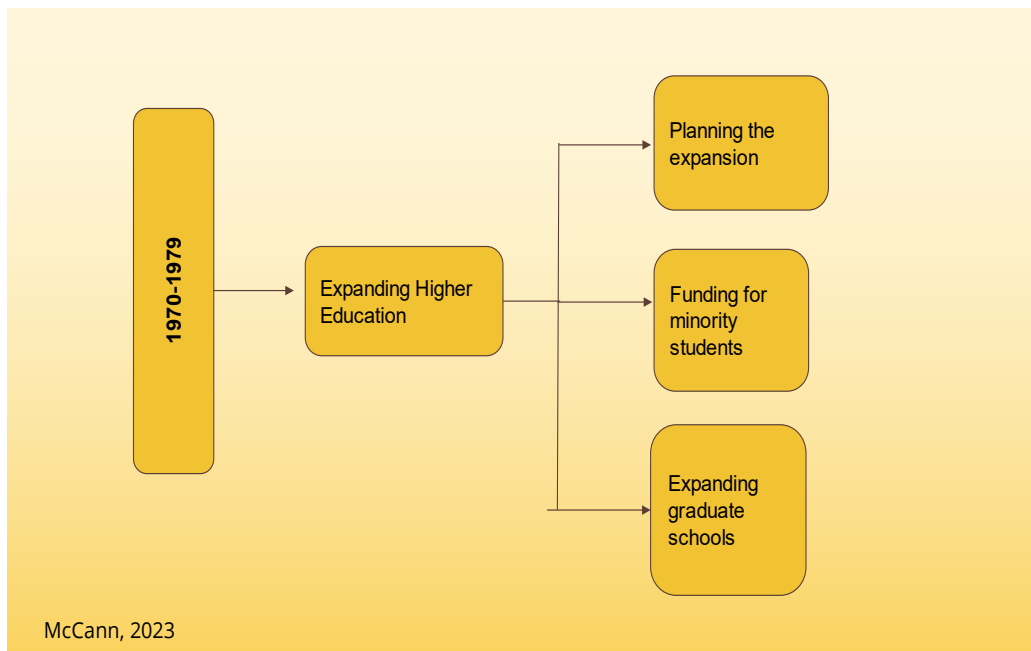 1970-1979
Expanding Higher
Education
Planning the
expansion
Funding for
minority
students
Expanding
graduate
schools
McCann, 2023